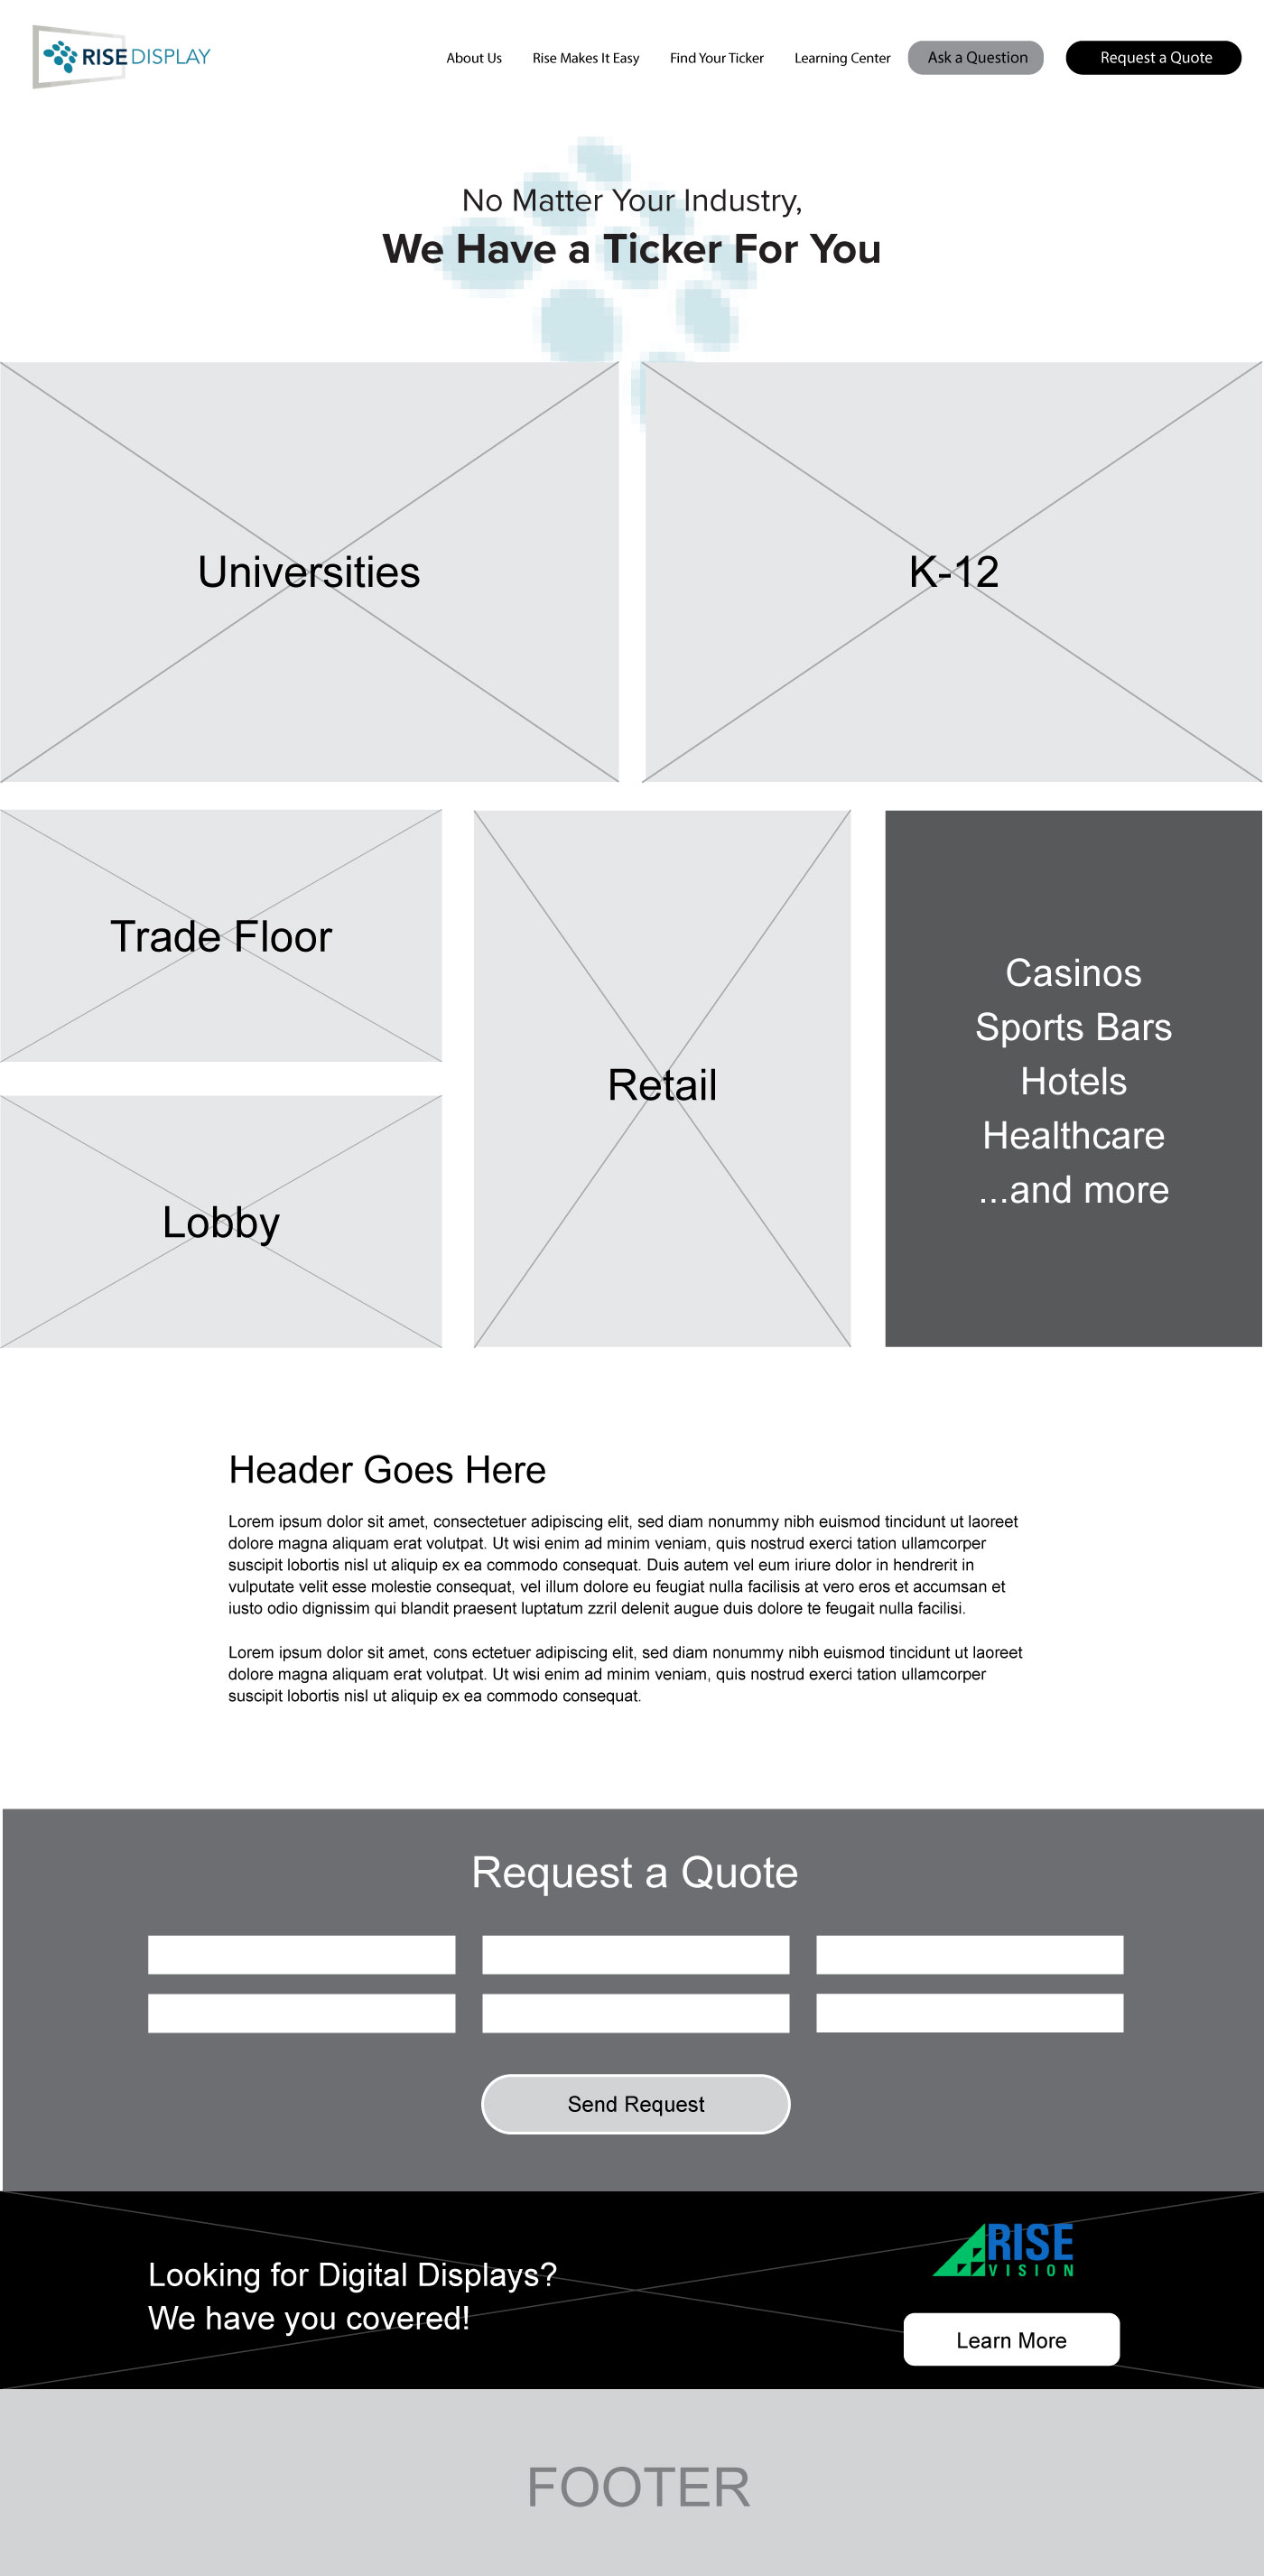 RISE DISPLAY
About Us
Rise Makes It Easy
Find Your Ticker
Learning Center
Ask a Question
Request a Quote
No Matter Your Industry,
We Have a Ticker For You
Universities
K-12
Trade Floor
Lobby
Retail
Casinos
Sports Bars
Hotels
Healthcare
...and more
Header Goes Here
Lorem ipsum dolor sit amet, consectetuer adipiscing elit, sed diam nonummy nibh euismod tincidunt ut laoreet
dolore magna aliquam erat volutpat. Ut wisi enim ad minim veniam, quis nostrud exerci tation ullamcorper
suscipit lobortis nisl ut aliquip ex ea commodo consequat. Duis autem vel eum iriure dolor in hendrerit in
vulputate velit esse molestie consequat, vel illum dolore eu feugiat nulla facilisis at vero eros et accumsan et
iusto odio dignissim qui blandit praesent luptatum zzril delenit augue duis dolore te feugait nulla facilisi.
Lorem ipsum dolor sit amet, cons ectetuer adipiscing elit, sed diam nonummy nibh euismod tincidunt ut laoreet
dolore magna aliquam erat volutpat. Ut wisi enim ad minim veniam, quis nostrud exerci tation ullamcorper
suscipit lobortis nisl ut aliquip ex ea commodo consequat.
Request a Quote
Send Request
Looking for Digital Displays?
We have you covered!
RISE
VISION
Learn More
FOOTER